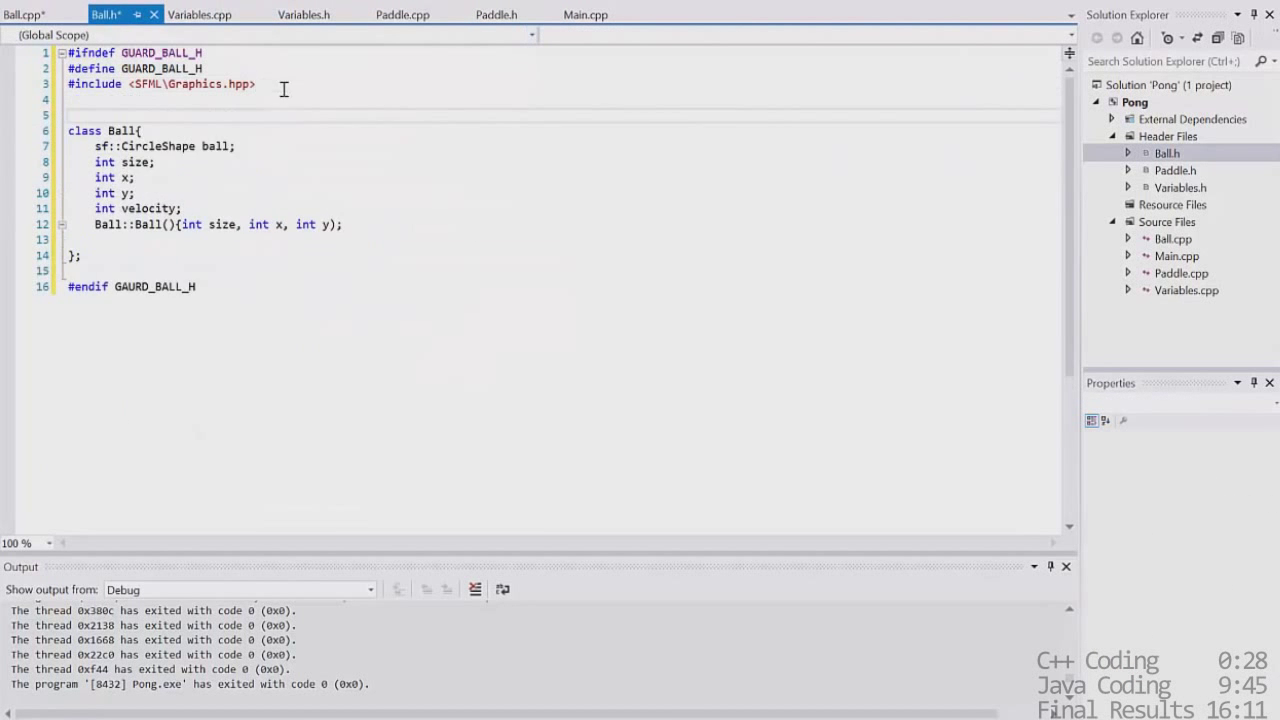 Ball.cpp* Ball.h* Variables.cpp Variables.h Paddle.cpp Paddle.h Main.cpp
(Global Scope)
1 #ifndef GUARD_BALL_H
2 #define GUARD_BALL_H
3 #include <SFML\Graphics.hpp>
4
5
6 class Ball{
7 sf::CircleShape ball;
8 int size;
9 int x;
10 int y;
11 int velocity;
12 Ball::Ball(){int size, int x, int y);
13
14 };
15
16 #endif GAURD_BALL_H
100 %
Output
Show output from: Debug
The thread 0x380c has exited with code 0 (0x0).
The thread 0x2138 has exited with code 0 (0x0).
The thread 0x1668 has exited with code 0 (0x0).
The thread 0x22c0 has exited with code 0 (0x0).
The thread 0xf44 has exited with code 0 (0x0).
The program '[8432] Pong.exe' has exited with code 0 (0x0).
Solution Explorer
Search Solution Explorer (Ctrl+;)
Solution 'Pong' (1 project)
Pong
External Dependencies
Header Files
Ball.h
Paddle.h
Variables.h
Resource Files
Source Files
Ball.cpp
Main.cpp
Paddle.cpp
Variables.cpp
Properties
C++ Coding 0:28
Java Coding 9:45
Final Results 16:11